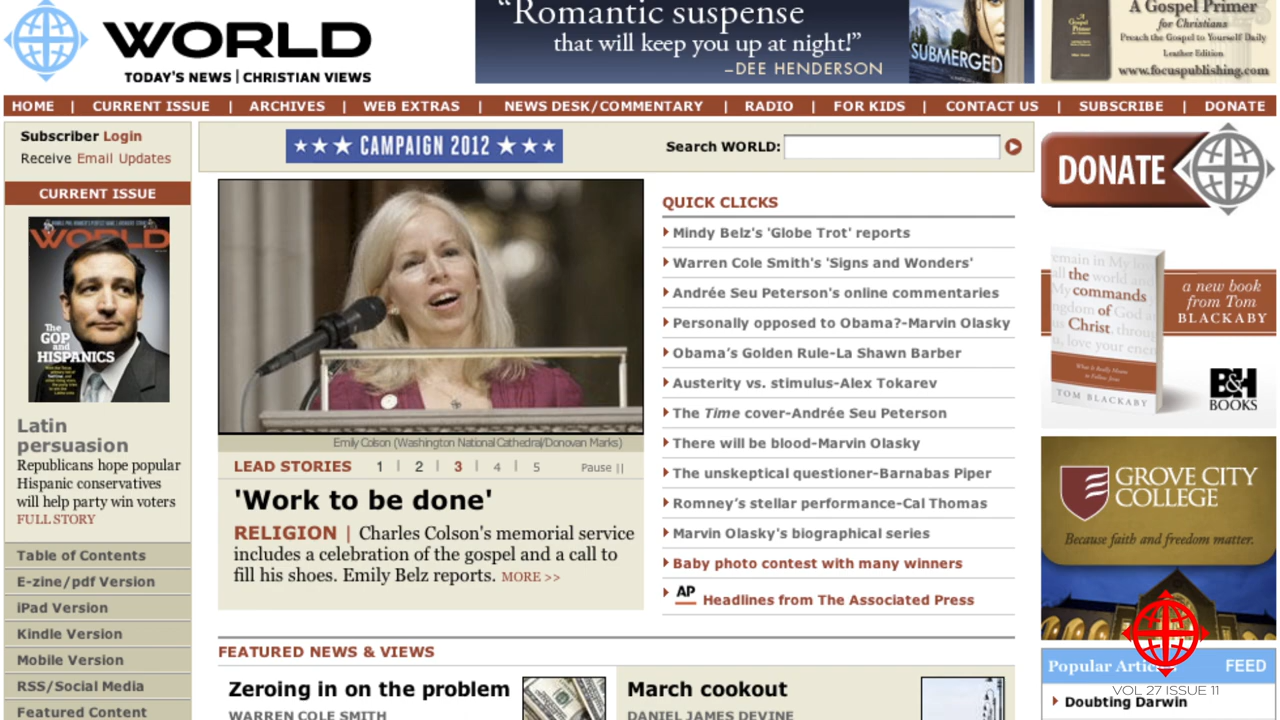 "Romantic suspense
that will keep you up at night!"
–DEE HENDERSON
SUBMERGED
A Gospel Primer
for Christians
Preach the Gospel to Yourself Daily
Leather Edition
www.focuspublishing.com
WORLD
TODAY'S NEWS | CHRISTIAN VIEWS
HOME | CURRENT ISSUE | ARCHIVES | WEB EXTRAS | NEWS DESK/COMMENTARY | RADIO | FOR KIDS | CONTACT US | SUBSCRIBE | DONATE
Subscriber Login
Receive Email Updates
CURRENT ISSUE
WORLD
The
GOP
and
HISPANICS
Latin
persuasion
Republicans hope popular
Hispanic conservatives
will help party win voters
FULL STORY
Table of Contents
E-zine/pdf Version
iPad Version
Kindle Version
Mobile Version
RSS/Social Media
Featured Content
CAMPAIGN 2012
Search WORLD:
Emily Colson (Washington National Cathedral/Donovan Marks)
LEAD STORIES 1 | 2 | 3 | 4 | 5 Pause ||
'Work to be done'
RELIGION | Charles Colson's memorial service
includes a celebration of the gospel and a call to
fill his shoes. Emily Belz reports. MORE >>
QUICK CLICKS
Mindy Belz's 'Globe Trot' reports
Warren Cole Smith's 'Signs and Wonders'
Andrée Seu Peterson's online commentaries
Personally opposed to Obama?-Marvin Olasky
Obama's Golden Rule-La Shawn Barber
Austerity vs. stimulus-Alex Tokarev
The Time cover-Andrée Seu Peterson
There will be blood-Marvin Olasky
The unskeptical questioner-Barnabas Piper
Romney's stellar performance-Cal Thomas
Marvin Olasky's biographical series
Baby photo contest with many winners
AP Headlines from The Associated Press
FEATURED NEWS & VIEWS
Zeroing in on the problem
WARREN COLE SMITH
March cookout
DANIEL JAMES DEVINE
DONATE
the
commands
of
Christ
What It Really Means
to Follow Jesus
TOM BLACKABY
a new book
from Tom
BLACKABY
B&H
BOOKS
GROVE CITY
COLLEGE
Because faith and freedom matter.
Popular Artic
FEED
VOL 27 ISSUE 11
Doubting Darwin